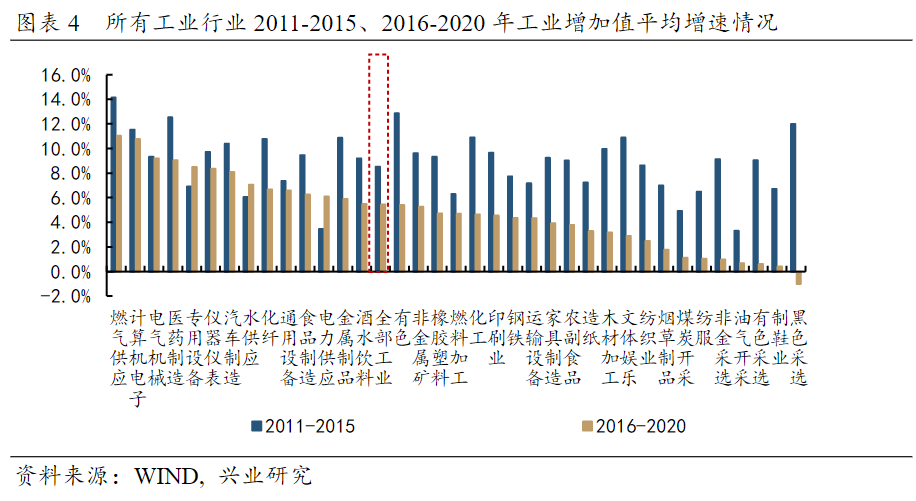 图表 4 所有工业行业 2011-2015、2016-2020 年工业增加值平均增速情况
16.0%
14.0%
12.0%
10.0%
8.0%
6.0%
4.0%
2.0%
0.0%
-2.0%
燃气供应
计算机电子
电气机械
医药制造
专用设备
仪器仪表
汽车制造
水供应
化纤
通用设备
食品制造
电力供应
金属制品
酒水饮料
全部工业
有色
非金属矿
橡胶塑料
燃料加工
化工
印刷业
钢铁
运输设备
家具制造
农副食品
造纸
木材加工
文体娱乐
纺织业
烟草制品
煤炭开采
纺服
非金采选
油气开采
有色采选
制鞋业
黑色采选
2011-2015
2016-2020
资料来源：WIND, 兴业研究